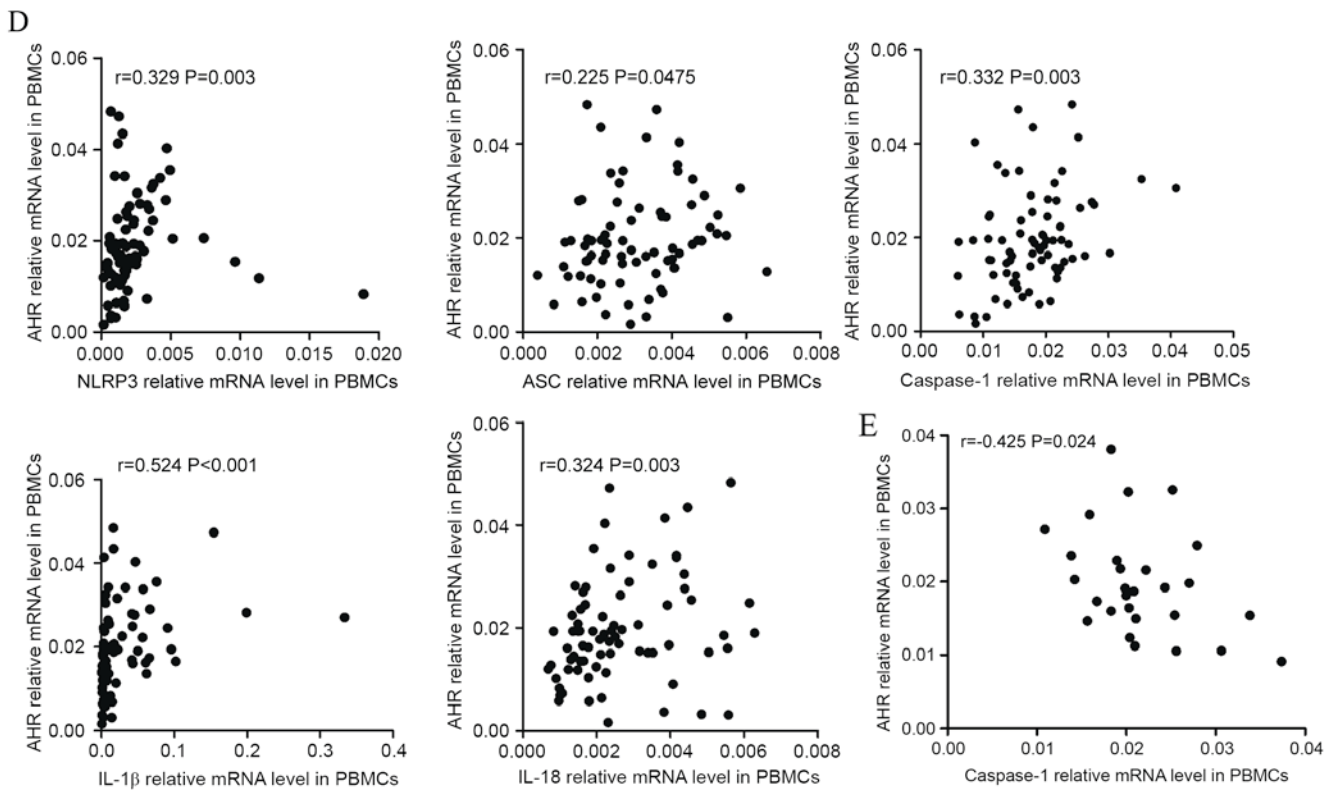 D
AHR relative mRNA level in PBMCs
0.06
0.04
0.02
0.00
r=0.329 P=0.003
0.000
0.005
0.010
0.015
0.020
NLRP3 relative mRNA level in PBMCs
AHR relative mRNA level in PBMCs
0.06
0.04
0.02
0.00
r=0.225 P=0.0475
0.000
0.002
0.004
0.006
0.008
ASC relative mRNA level in PBMCs
AHR relative mRNA level in PBMCs
0.06
0.04
0.02
0.00
r=0.332 P=0.003
0.00
0.01
0.02
0.03
0.04
0.05
Caspase-1 relative mRNA level in PBMCs
AHR relative mRNA level in PBMCs
0.06
0.04
0.02
0.00
r=0.524 P<0.001
0.0
0.1
0.2
0.3
0.4
IL-1β relative mRNA level in PBMCs
AHR relative mRNA level in PBMCs
0.06
0.04
0.02
0.00
r=0.324 P=0.003
0.000
0.002
0.004
0.006
0.008
IL-18 relative mRNA level in PBMCs
E
AHR relative mRNA level in PBMCs
0.04
0.03
0.02
0.01
0.00
r=-0.425 P=0.024
0.00
0.01
0.02
0.03
0.04
Caspase-1 relative mRNA level in PBMCs